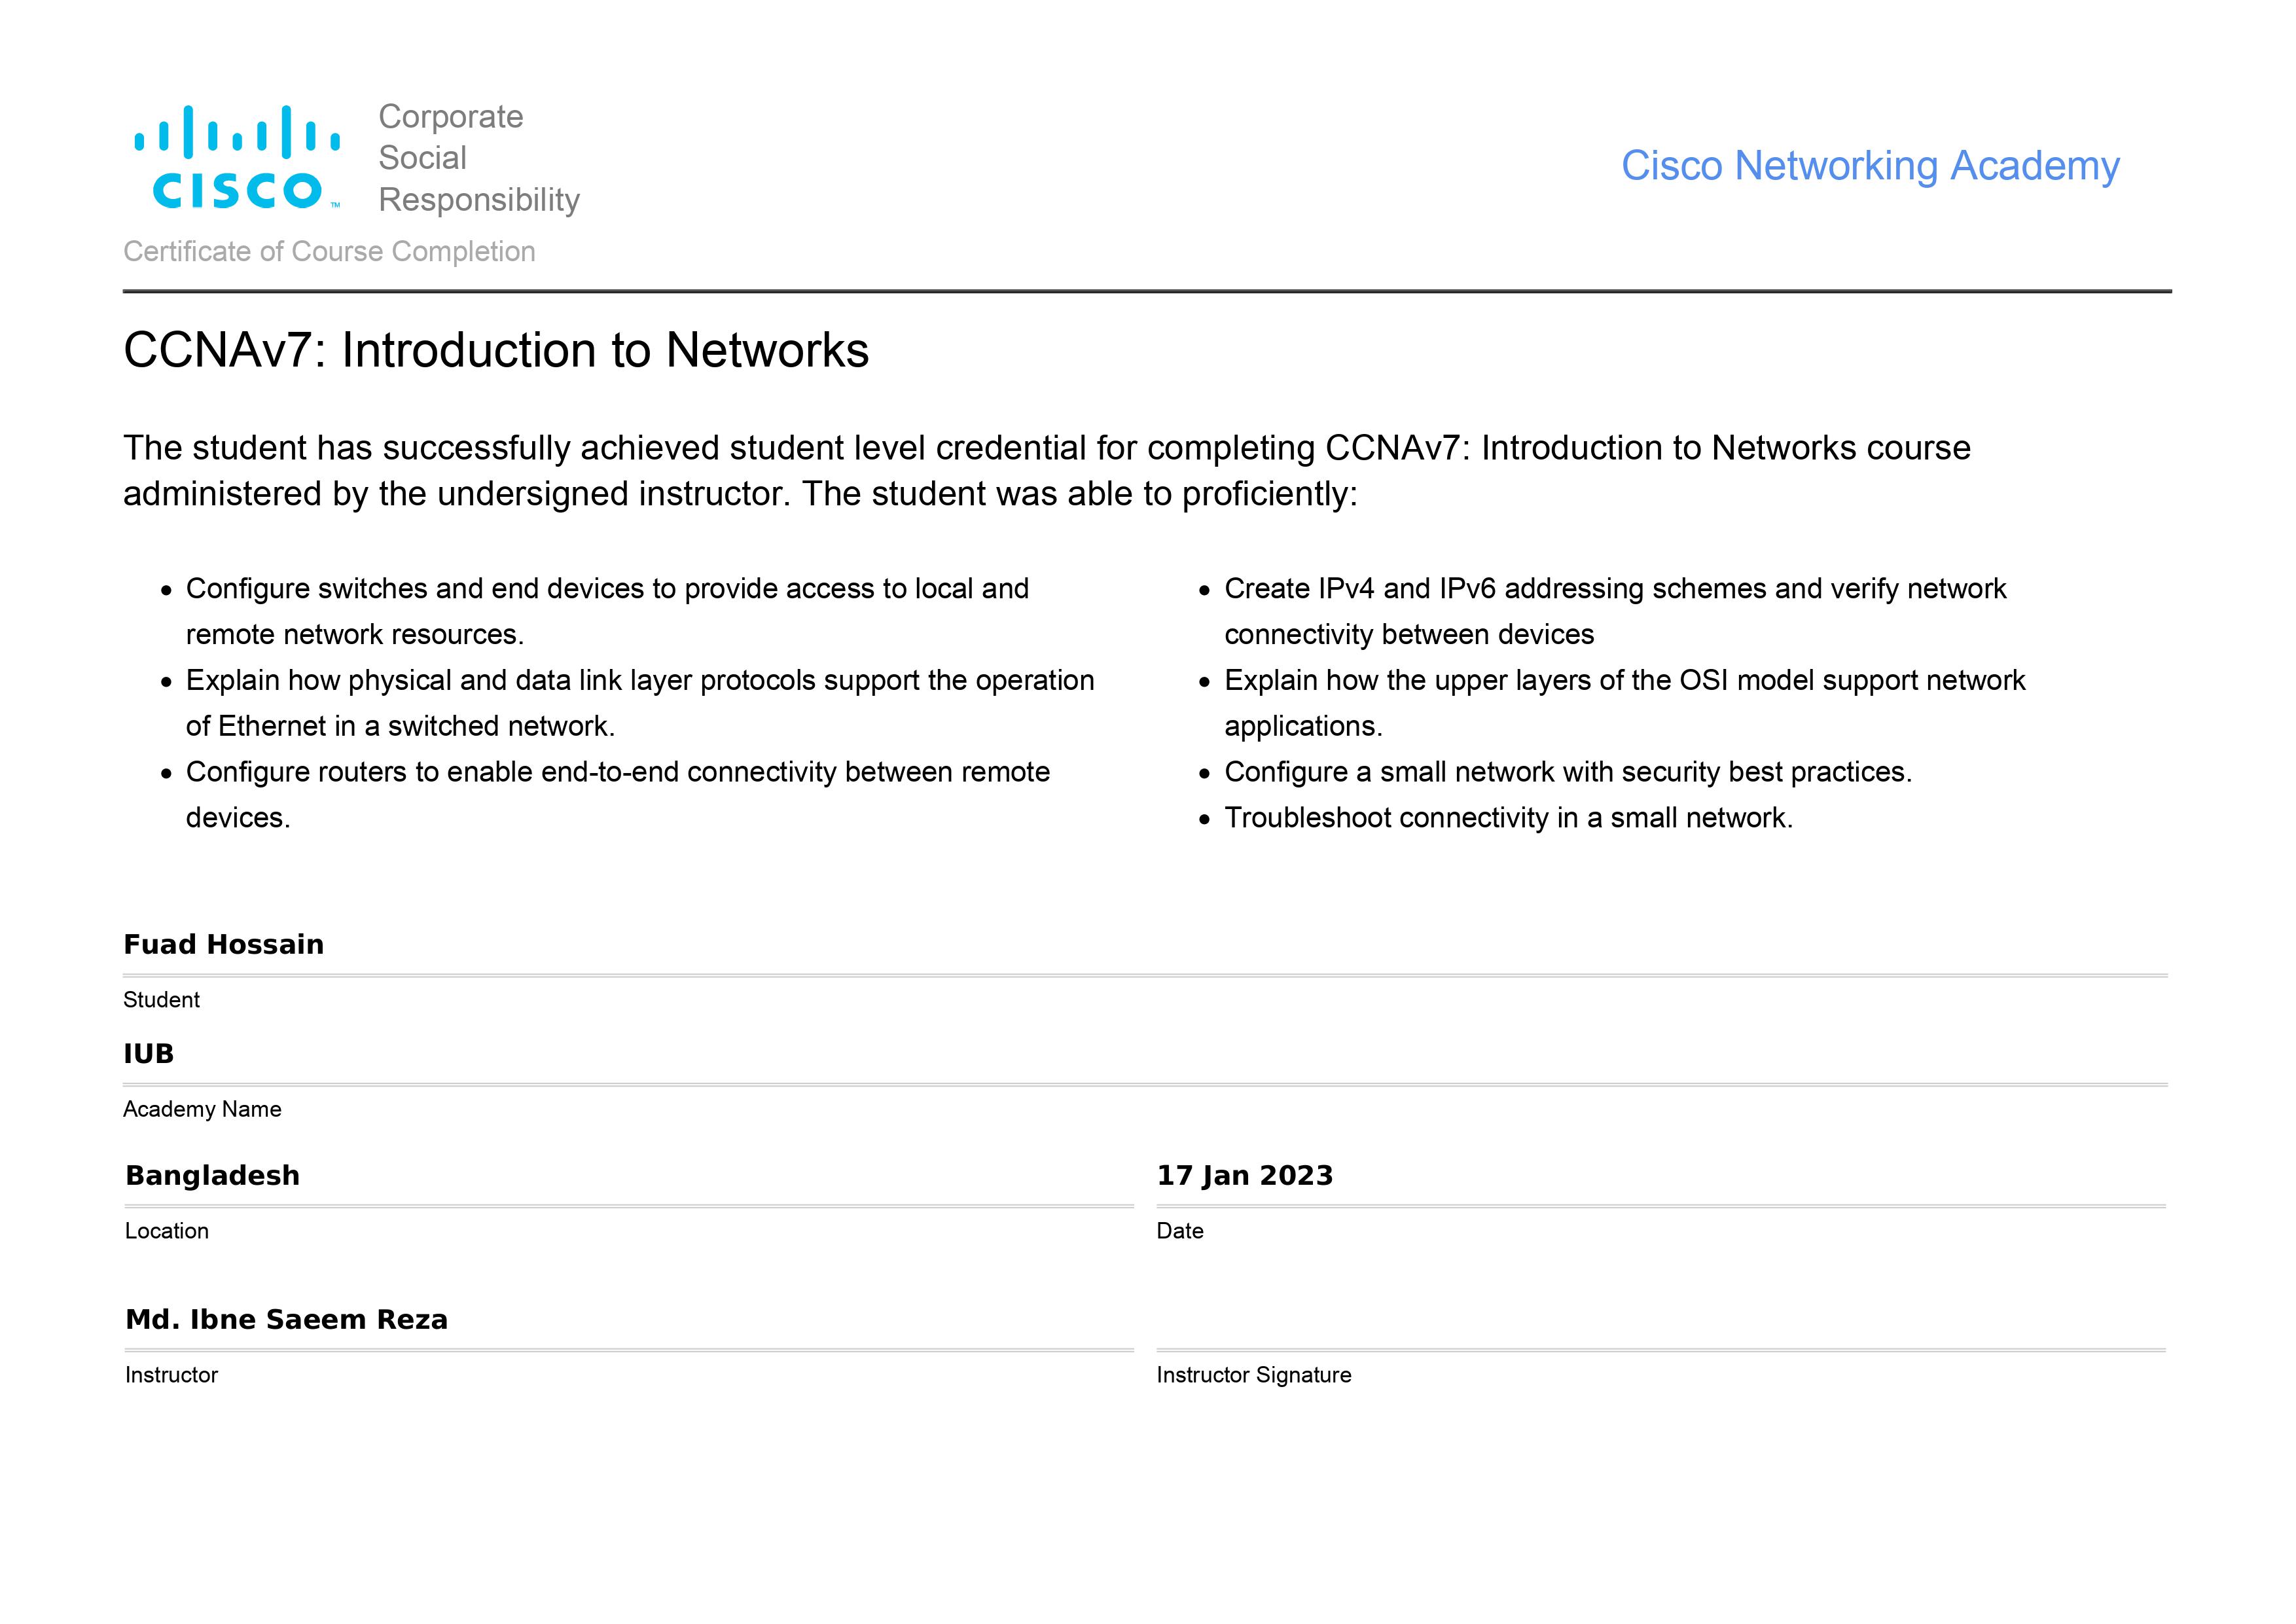 Corporate
Social
Responsibility
CISCO™
Cisco Networking Academy
Certificate of Course Completion
CCNAv7: Introduction to Networks
The student has successfully achieved student level credential for completing CCNAv7: Introduction to Networks course
administered by the undersigned instructor. The student was able to proficiently:
• Configure switches and end devices to provide access to local and
remote network resources.
• Explain how physical and data link layer protocols support the operation
of Ethernet in a switched network.
• Configure routers to enable end-to-end connectivity between remote
devices.
• Create IPv4 and IPv6 addressing schemes and verify network
connectivity between devices
• Explain how the upper layers of the OSI model support network
applications.
• Configure a small network with security best practices.
• Troubleshoot connectivity in a small network.
Fuad Hossain
Student
IUB
Academy Name
Bangladesh
Location
17 Jan 2023
Date
Md. Ibne Saeem Reza
Instructor
Instructor Signature